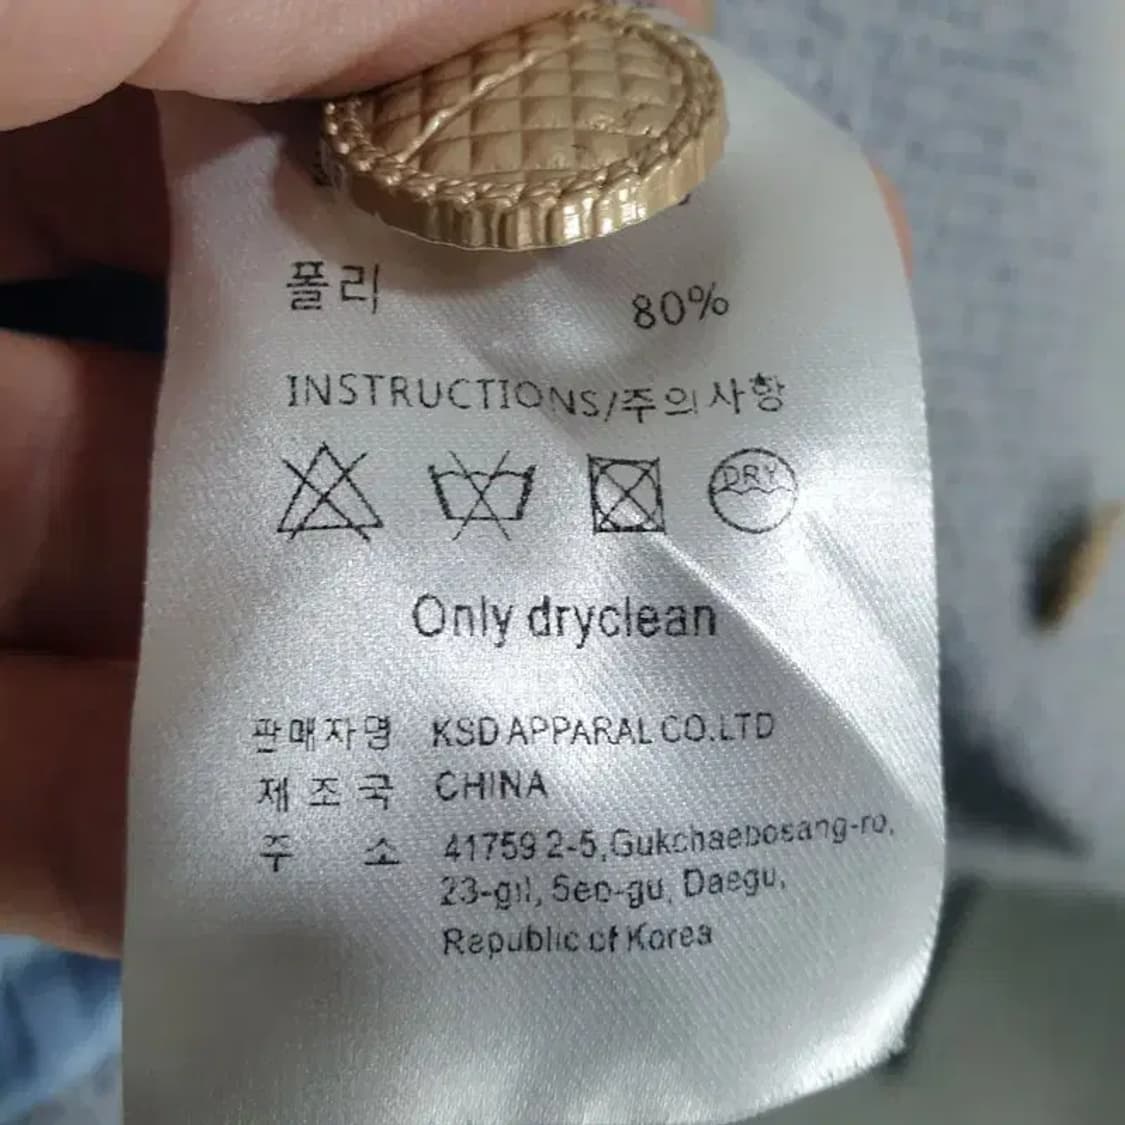 폴리 80%
INSTRUCTIONS/주의사항
DRY
Only dryclean
판매자명 KSD APPARAL CO.LTD
제조국 CHINA
주소 41759 2-5,Gukchaebosang-ro,
23-gil, Seo-gu, Daegu,
Republic of Korea